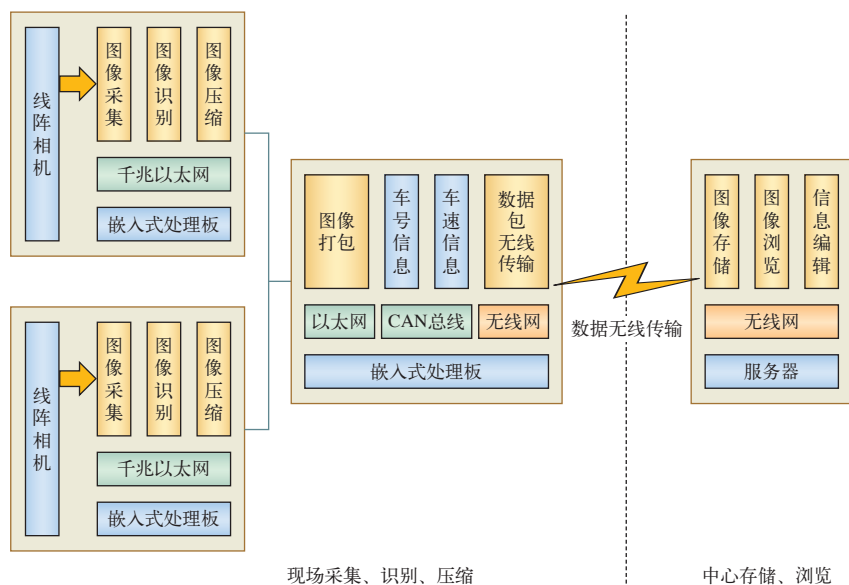 线阵相机
图像采集
图像识别
图像压缩
千兆以太网
嵌入式处理板
线阵相机
图像采集
图像识别
图像压缩
千兆以太网
嵌入式处理板
图像
打包
车号信息
车速信息
数据
包
无线
传输
以太网
CAN总线
无线网
嵌入式处理板
数据无线传输
图像存储
图像浏览
信息编辑
无线网
服务器
现场采集、识别、压缩
中心存储、浏览